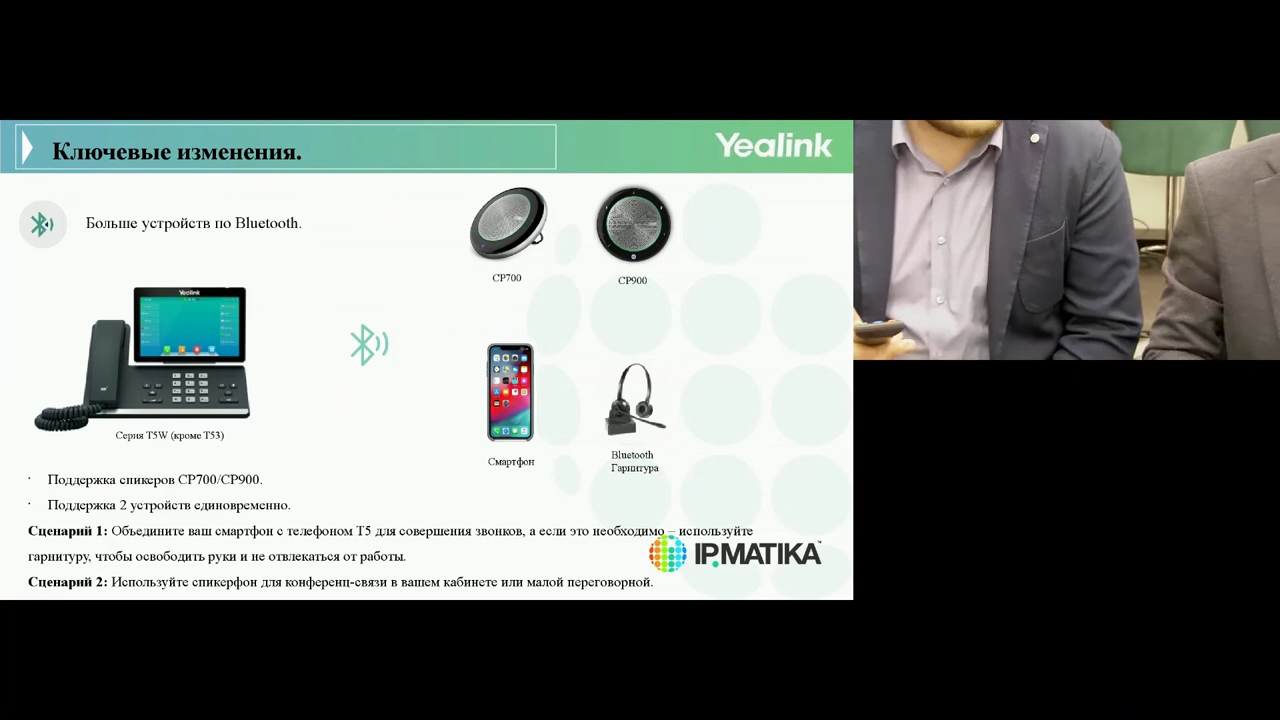 Ключевые изменения.
Yealink
Больше устройств по Bluetooth.
CP700
CP900
Yealink
Серия T5W (кроме T53)
Смартфон
Bluetooth
Гарнитура
· Поддержка спикеров CP700/CP900.
· Поддержка 2 устройств единовременно.
Сценарий 1: Объедините ваш смартфон с телефоном T5 для совершения звонков, а если это необходимо – используйте
гарнитуру, чтобы освободить руки и не отвлекаться от работы.
IPMATIKA™
Сценарий 2: Используйте спикерфон для конференц-связи в вашем кабинете или малой переговорной.